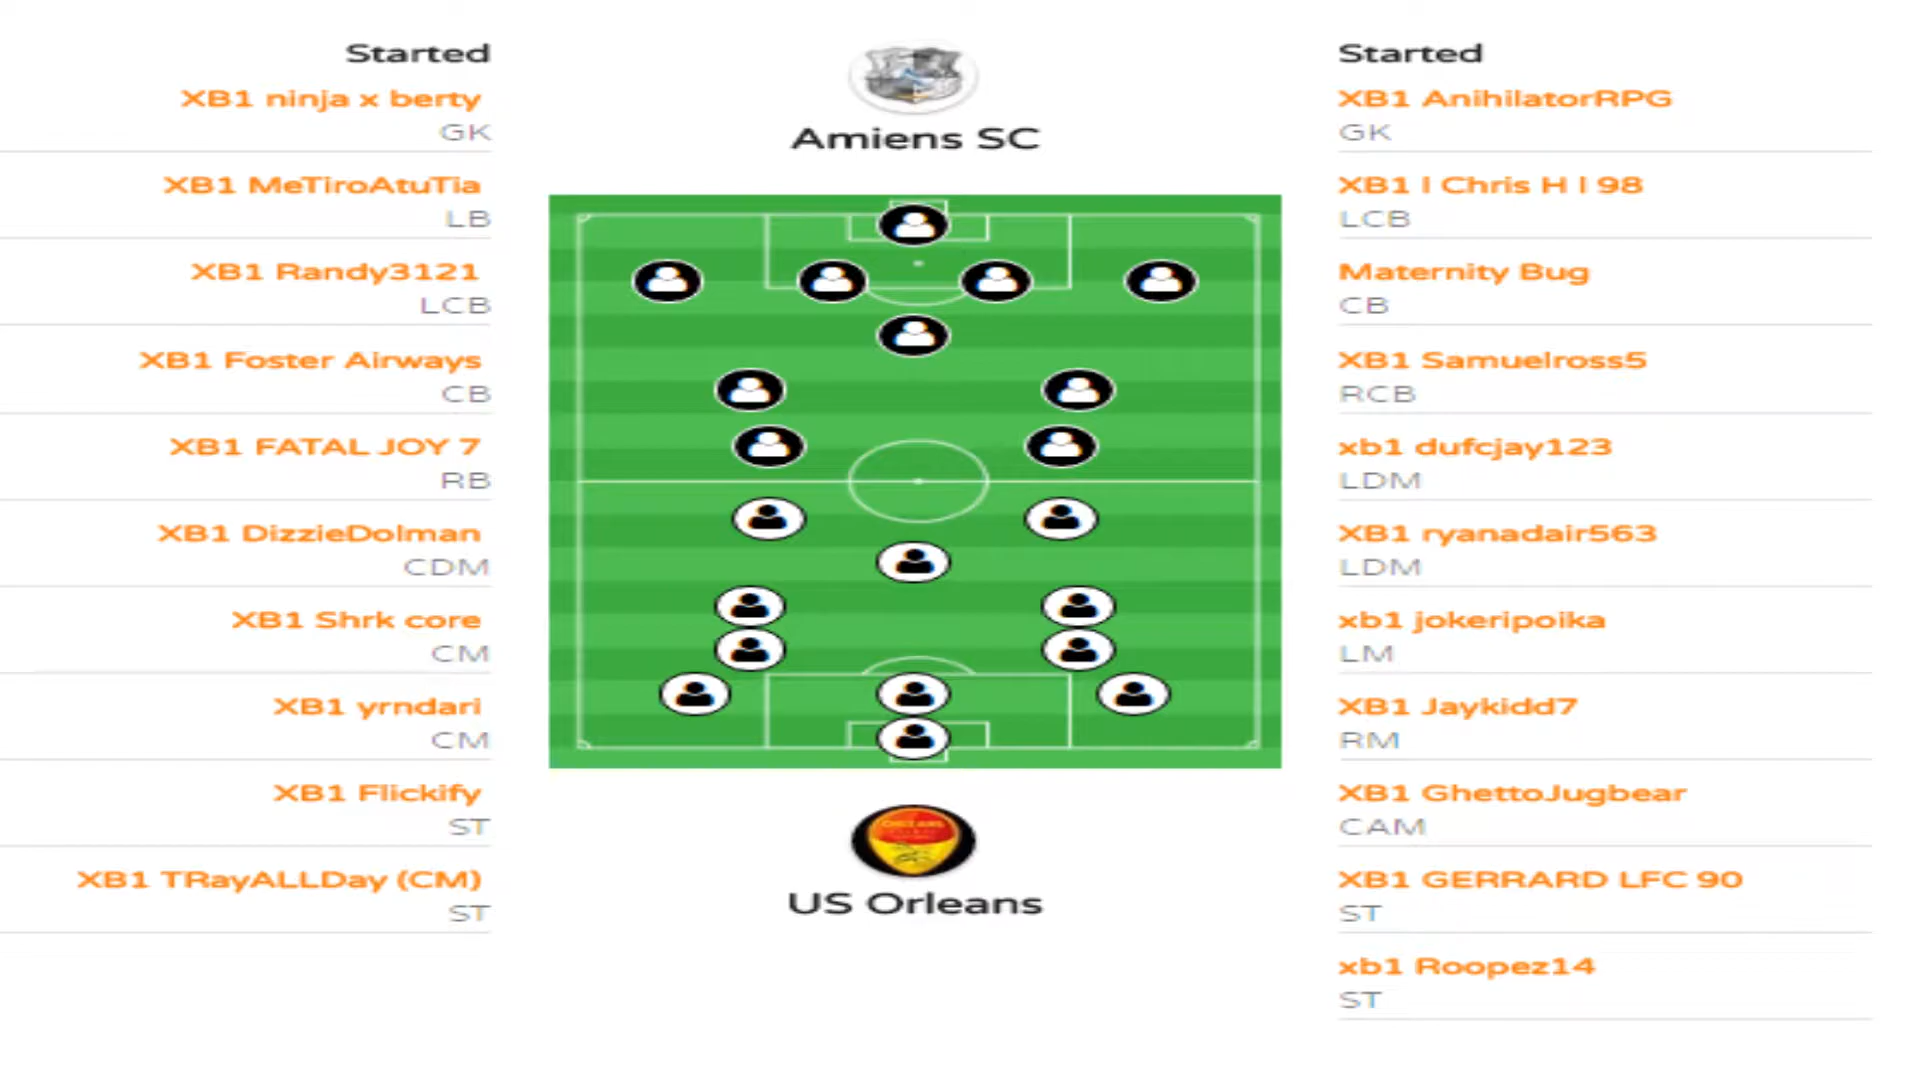 Started
XB1 ninja x berty
GK
XB1 MeTiroAtuTia
LB
XB1 Randy3121
LCB
XB1 Foster Airways
CB
XB1 FATAL JOY 7
RB
XB1 DizzieDolman
CDM
XB1 Shrk core
CM
XB1 yrndari
CM
XB1 Flickify
ST
XB1 TRayALLDay (CM)
ST
Amiens SC
US Orleans
Started
XB1 AnihilatorRPG
GK
XB1 l Chris H l 98
LCB
Maternity Bug
CB
XB1 Samuelross5
RCB
xb1 dufcjay123
LDM
XB1 ryanadair563
LDM
xb1 jokeripoika
LM
XB1 Jaykidd7
RM
XB1 GhettoJugbear
CAM
XB1 GERRARD LFC 90
ST
xb1 Roopez14
ST